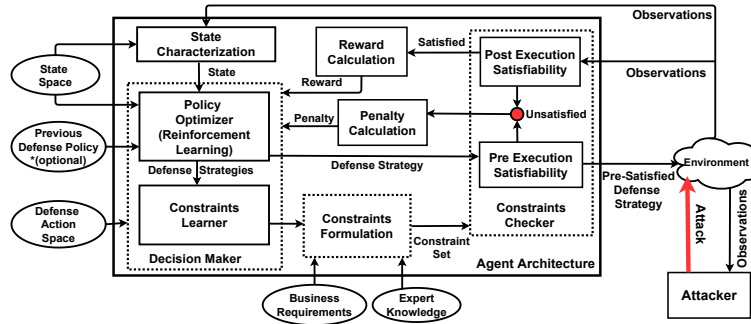 Observations
State
Characterization
Reward
Calculation
Satisfied
Post Execution
Satisfiability
Observations
State
Space
State
Reward
Policy
Optimizer
(Reinforcement
Learning)
Penalty
Penalty
Calculation
Unsatisfied
Previous
Defense Policy
*(optional)
Defense Strategy
Pre Execution
Satisfiability
Environment
Pre-Satisfied
Defense
Strategy
Defense Strategies
Defense
Action
Space
Constraints
Learner
Constraints
Formulation
Constraint
Set
Constraints
Checker
Attack
Observations
Decision Maker
Agent Architecture
Business
Requirements
Expert
Knowledge
Attacker